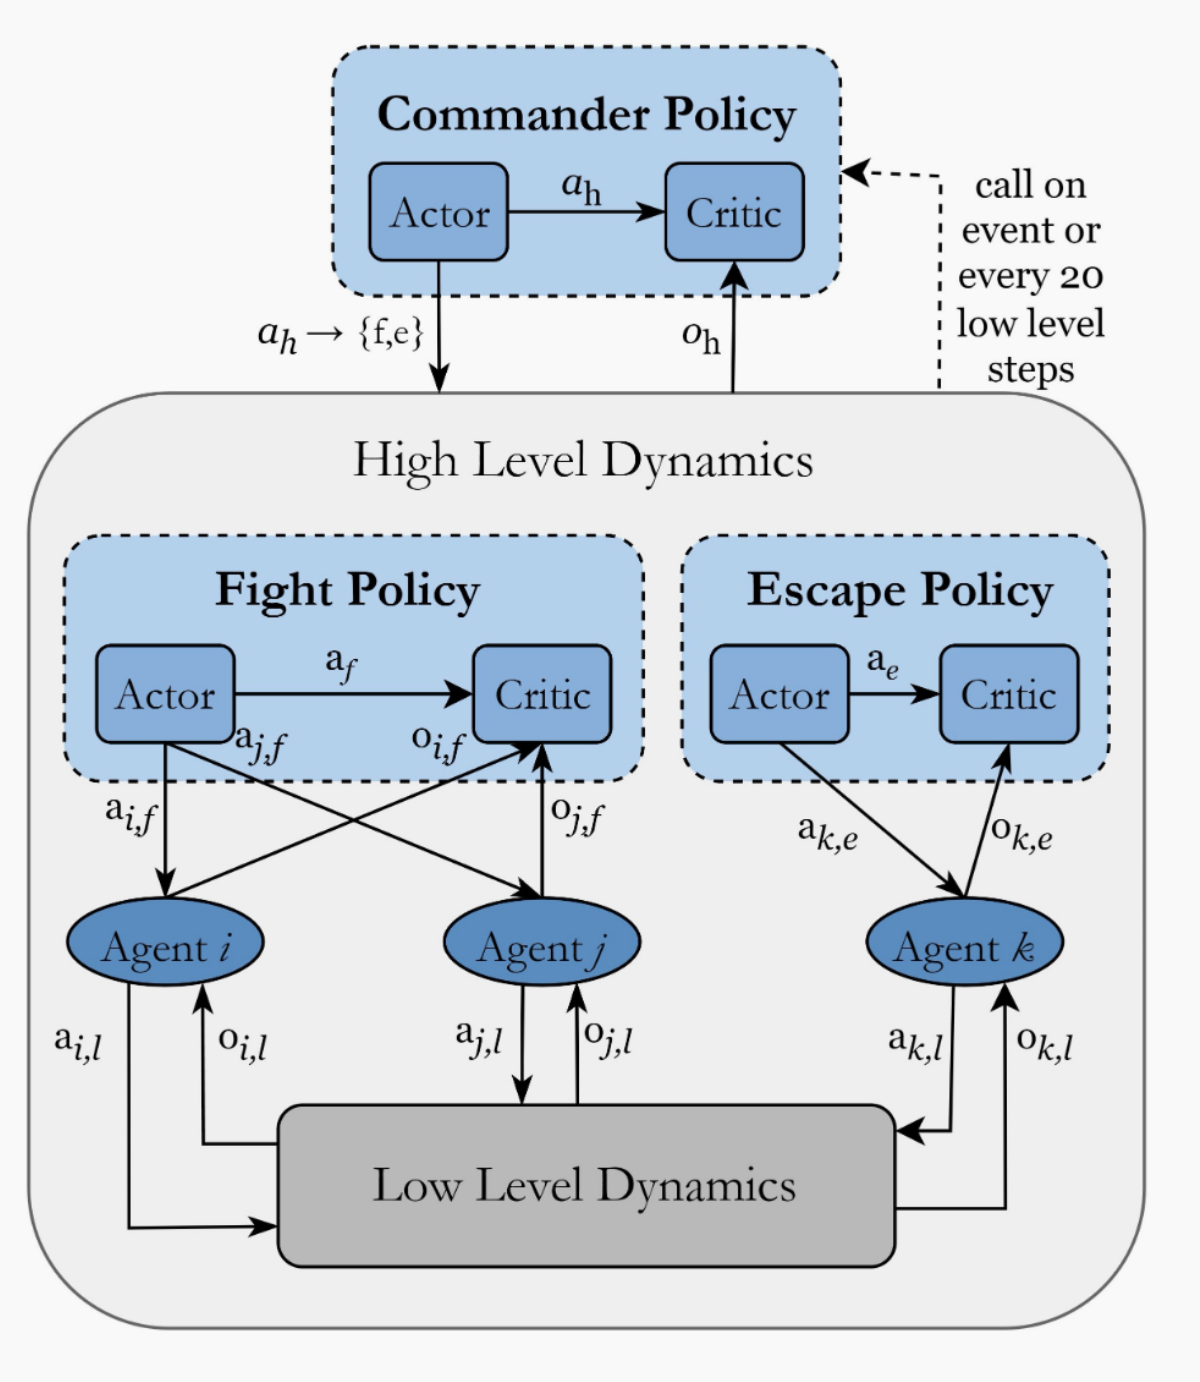 Commander Policy
Actor
a_h
Critic
a_h → {f,e}
o_h
call on
event or
every 20
low level
steps
High Level Dynamics
Fight Policy
Actor
a_f
Critic
a_{j,f}
o_{i,f}
a_{i,f}
o_{j,f}
Escape Policy
Actor
a_e
Critic
a_{k,e}
o_{k,e}
Agent i
Agent j
Agent k
a_{i,l}
o_{i,l}
a_{j,l}
o_{j,l}
a_{k,l}
o_{k,l}
Low Level Dynamics